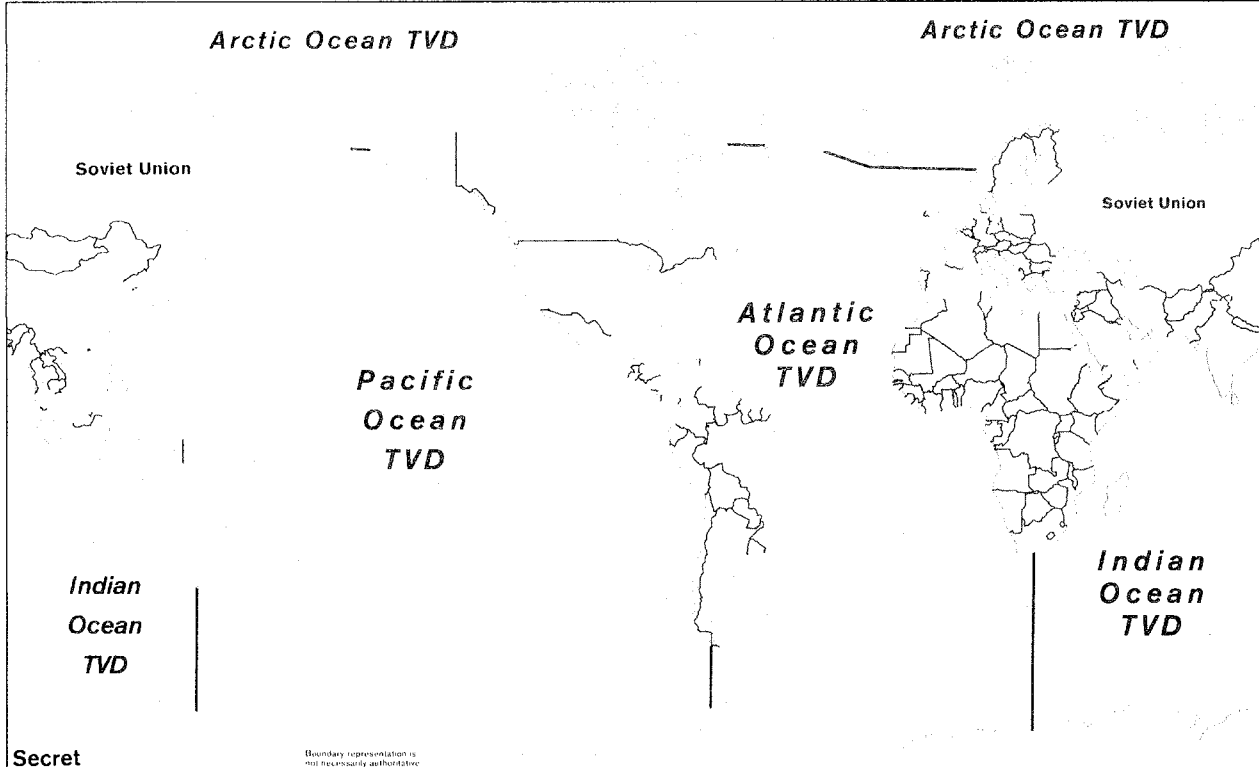 Arctic Ocean TVD
Arctic Ocean TVD
Soviet Union
Soviet Union
Atlantic
Ocean
TVD
Pacific
Ocean
TVD
Indian
Ocean
TVD
Indian
Ocean
TVD
Secret
Boundary representation is
not necessarily authoritative